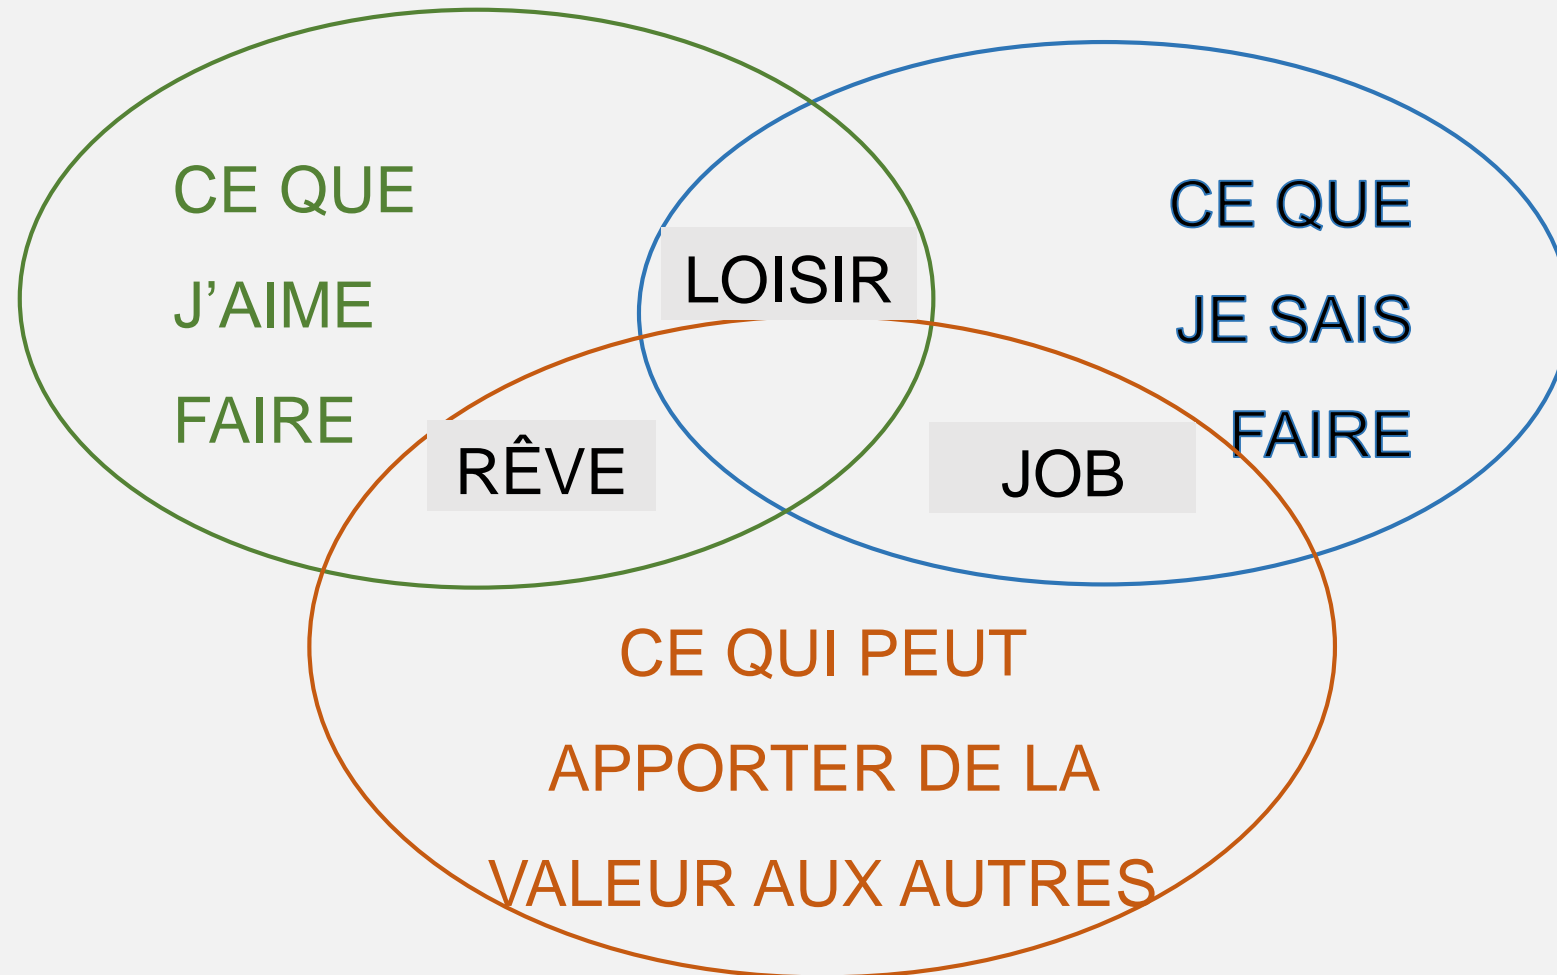 CE QUE
J’AIME
FAIRE
CE QUE
JE SAIS
FAIRE
LOISIR
RÊVE
JOB
CE QUI PEUT
APPORTER DE LA
VALEUR AUX AUTRES